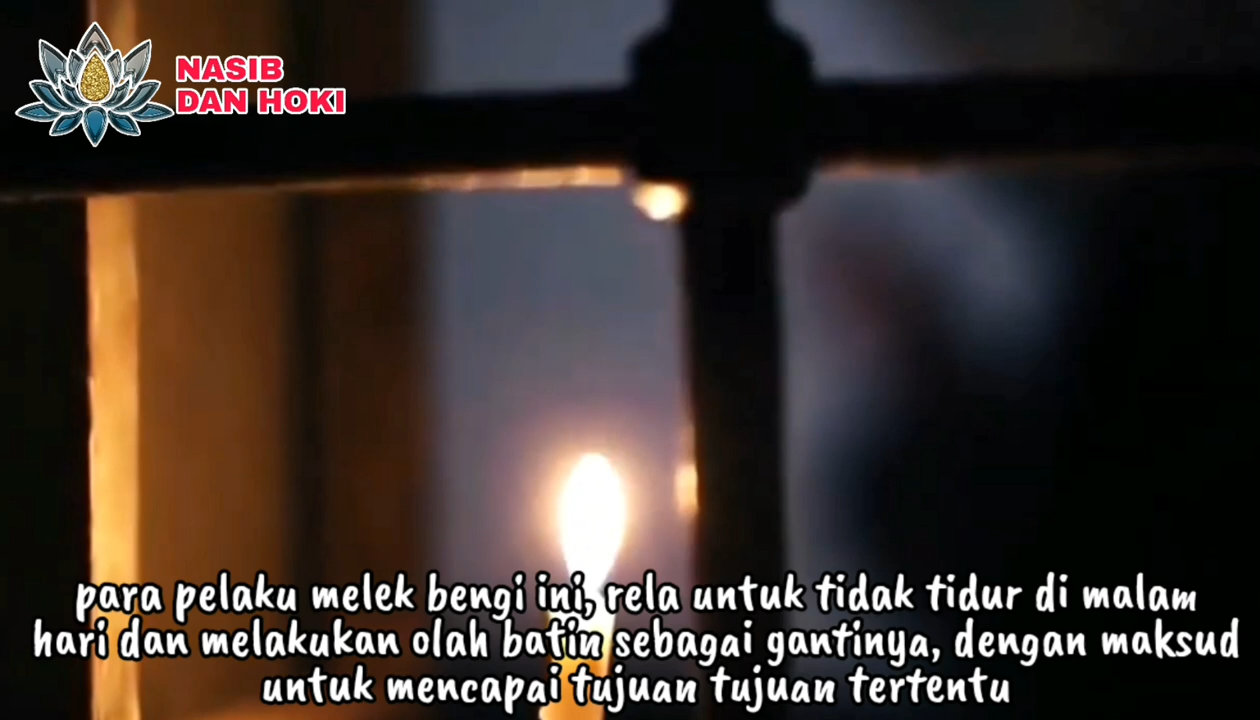 NASIB
DAN HOKI
para pelaku melek bengi ini, rela untuk tidak tidur di malam
hari dan melakukan olah batin sebagai gantinya, dengan maksud
untuk mencapai tujuan tujuan tertentu